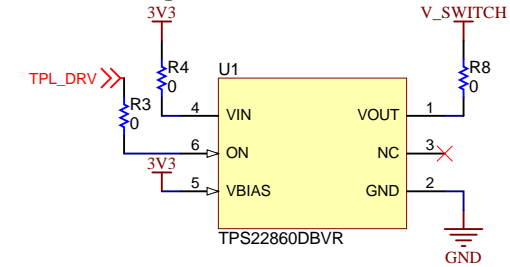 3V3
V_SWITCH
R4
0
U1
R8
0
TPL_DRV
R3
0
4
VIN
VOUT
1
6
ON
NC
3
3V3
5
VBIAS
GND
2
TPS22860DBVR
GND